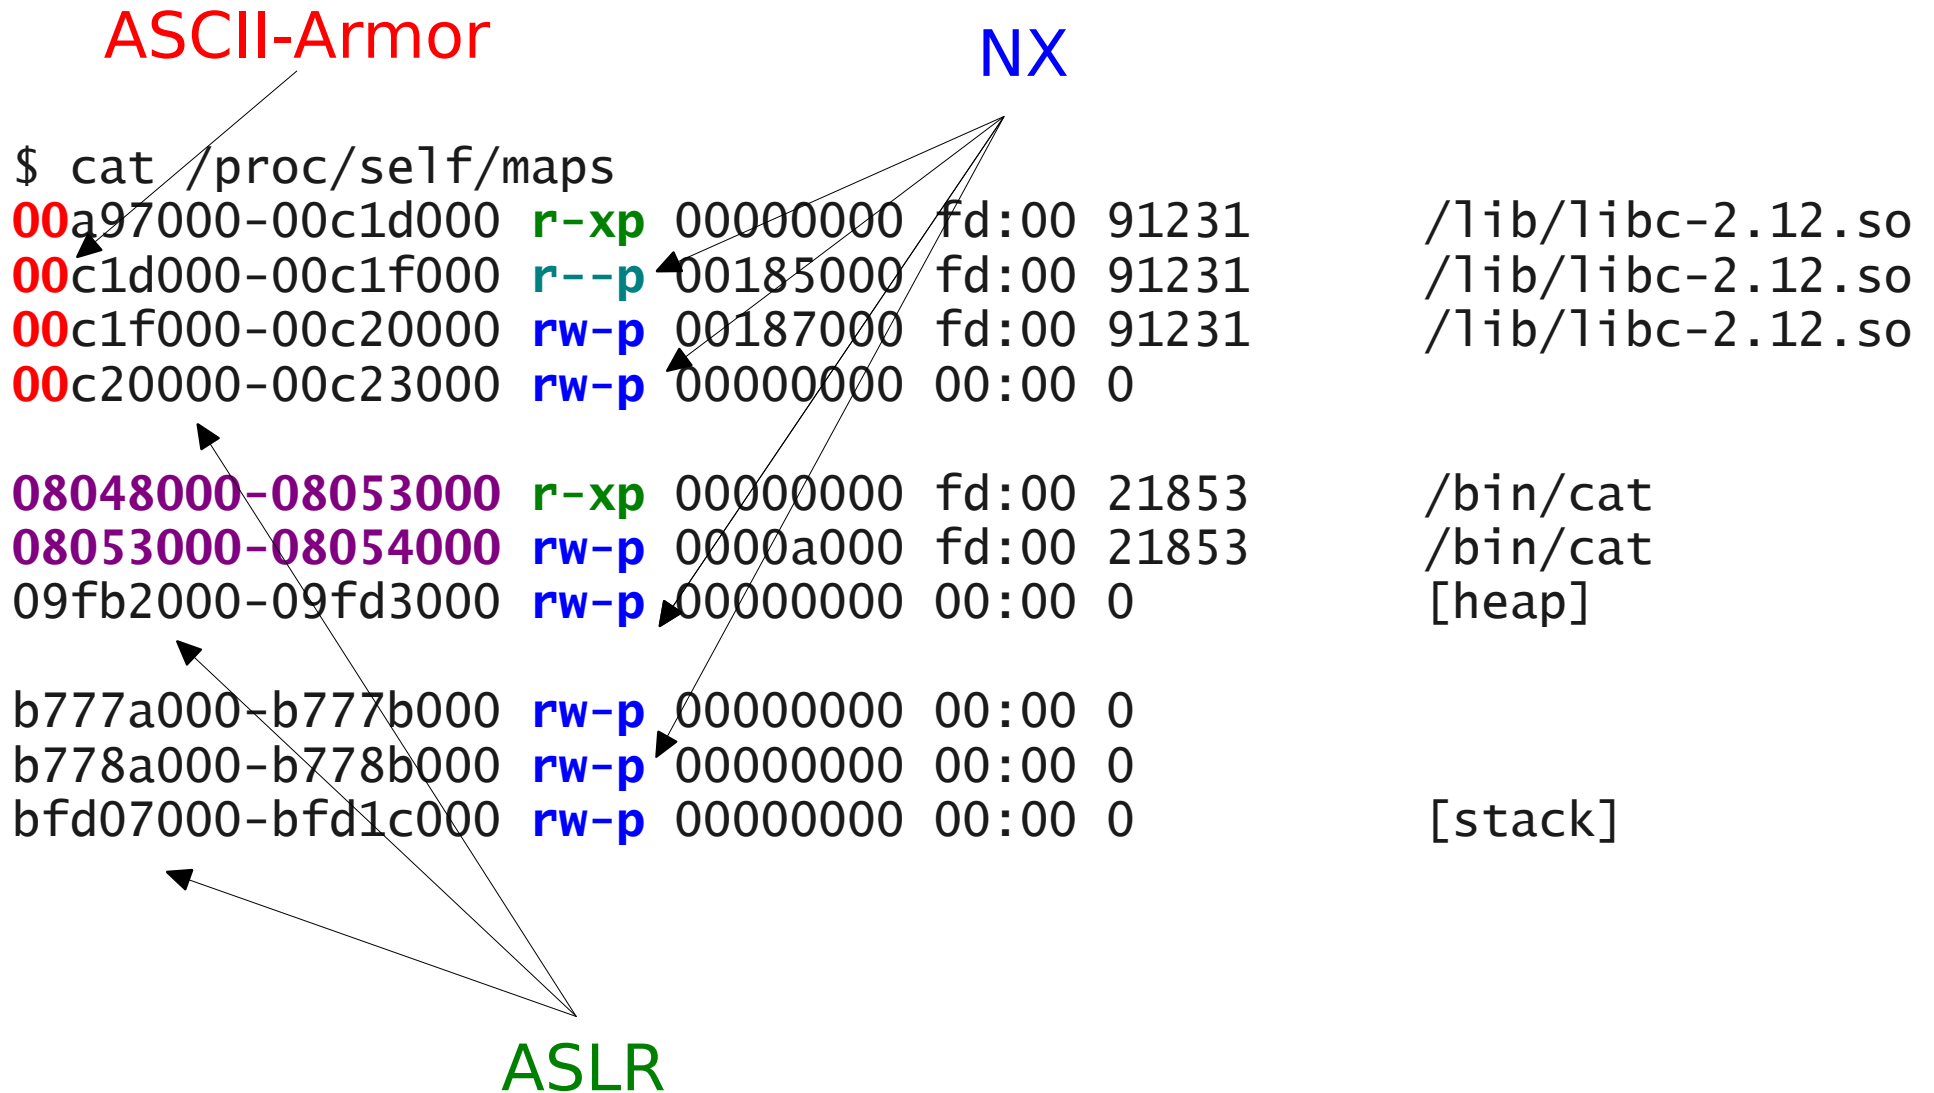 ASCII-Armor
NX
$ cat /proc/self/maps
00a97000-00c1d000 r-xp 00000000 fd:00 91231 /lib/libc-2.12.so
00c1d000-00c1f000 r--p 00185000 fd:00 91231 /lib/libc-2.12.so
00c1f000-00c20000 rw-p 00187000 fd:00 91231 /lib/libc-2.12.so
00c20000-00c23000 rw-p 00000000 00:00 0
08048000-08053000 r-xp 00000000 fd:00 21853 /bin/cat
08053000-08054000 rw-p 0000a000 fd:00 21853 /bin/cat
09fb2000-09fd3000 rw-p 00000000 00:00 0 [heap]
b777a000-b777b000 rw-p 00000000 00:00 0
b778a000-b778b000 rw-p 00000000 00:00 0
bfd07000-bfd1c000 rw-p 00000000 00:00 0 [stack]
ASLR